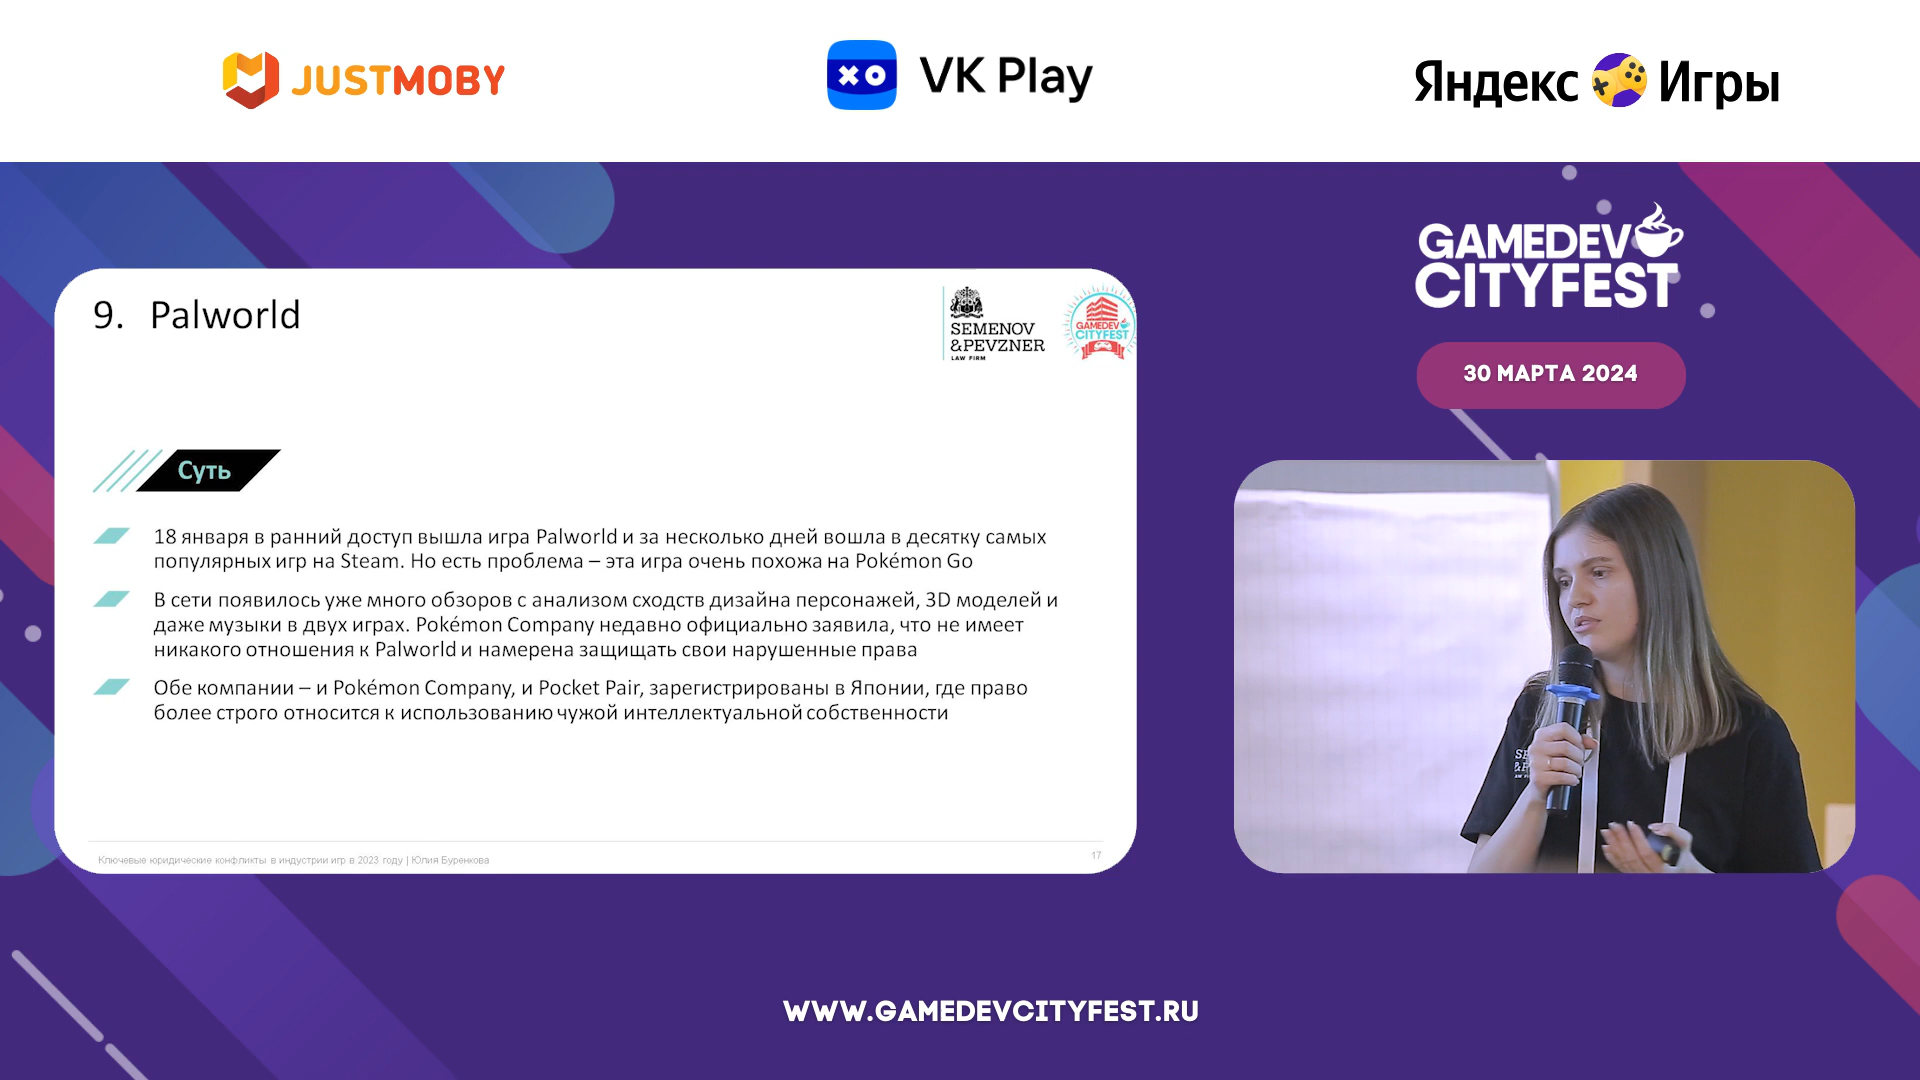 JUSTMOBY
VK Play
Яндекс Игры
GAMEDEV
CITYFEST
30 МАРТА 2024
9. Palworld
SEMENOV
&PEVZNER
LAW FIRM
GAMEDEV
CITYFEST
Суть
18 января в ранний доступ вышла игра Palworld и за несколько дней вошла в десятку самых
популярных игр на Steam. Но есть проблема – эта игра очень похожа на Pokémon Go
В сети появилось уже много обзоров с анализом сходств дизайна персонажей, 3D моделей и
даже музыки в двух играх. Pokémon Company недавно официально заявила, что не имеет
никакого отношения к Palworld и намерена защищать свои нарушенные права
Обе компании – и Pokémon Company, и Pocket Pair, зарегистрированы в Японии, где право
более строго относится к использованию чужой интеллектуальной собственности
Ключевые юридические конфликты в индустрии игр в 2023 году | Юлия Буренкова
17
WWW.GAMEDEVCITYFEST.RU